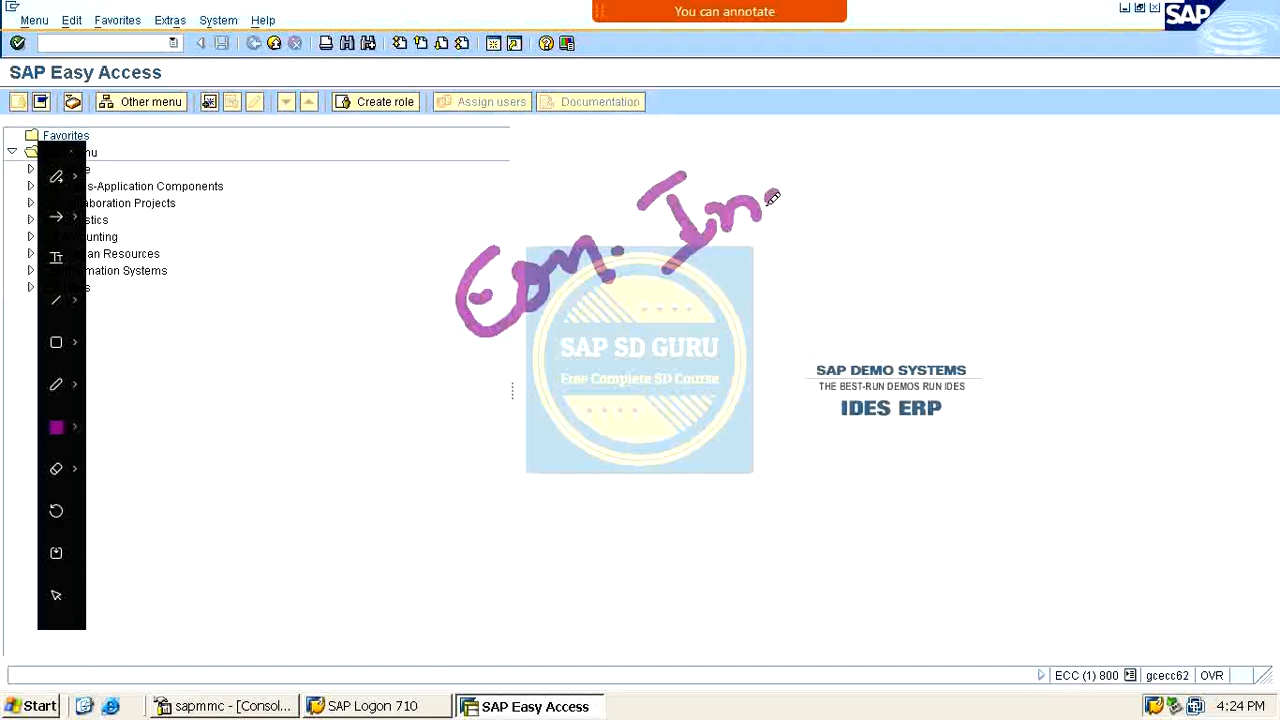 You can annotate
Menu Edit Favorites Extras System Help
SAP
SAP Easy Access
Other menu Create role Assign users Documentation
Favorites
nu
e
s-Application Components
aboration Projects
stics
unting
an Resources
mation Systems
s
Com. In
SAP SD GURU
Free Complete SD Course
SAP DEMO SYSTEMS
THE BEST-RUN DEMOS RUN IDES
IDES ERP
ECC (1) 800 gcecc62 OVR
Start sapmmc - [Consol... SAP Logon 710 SAP Easy Access 4:24 PM